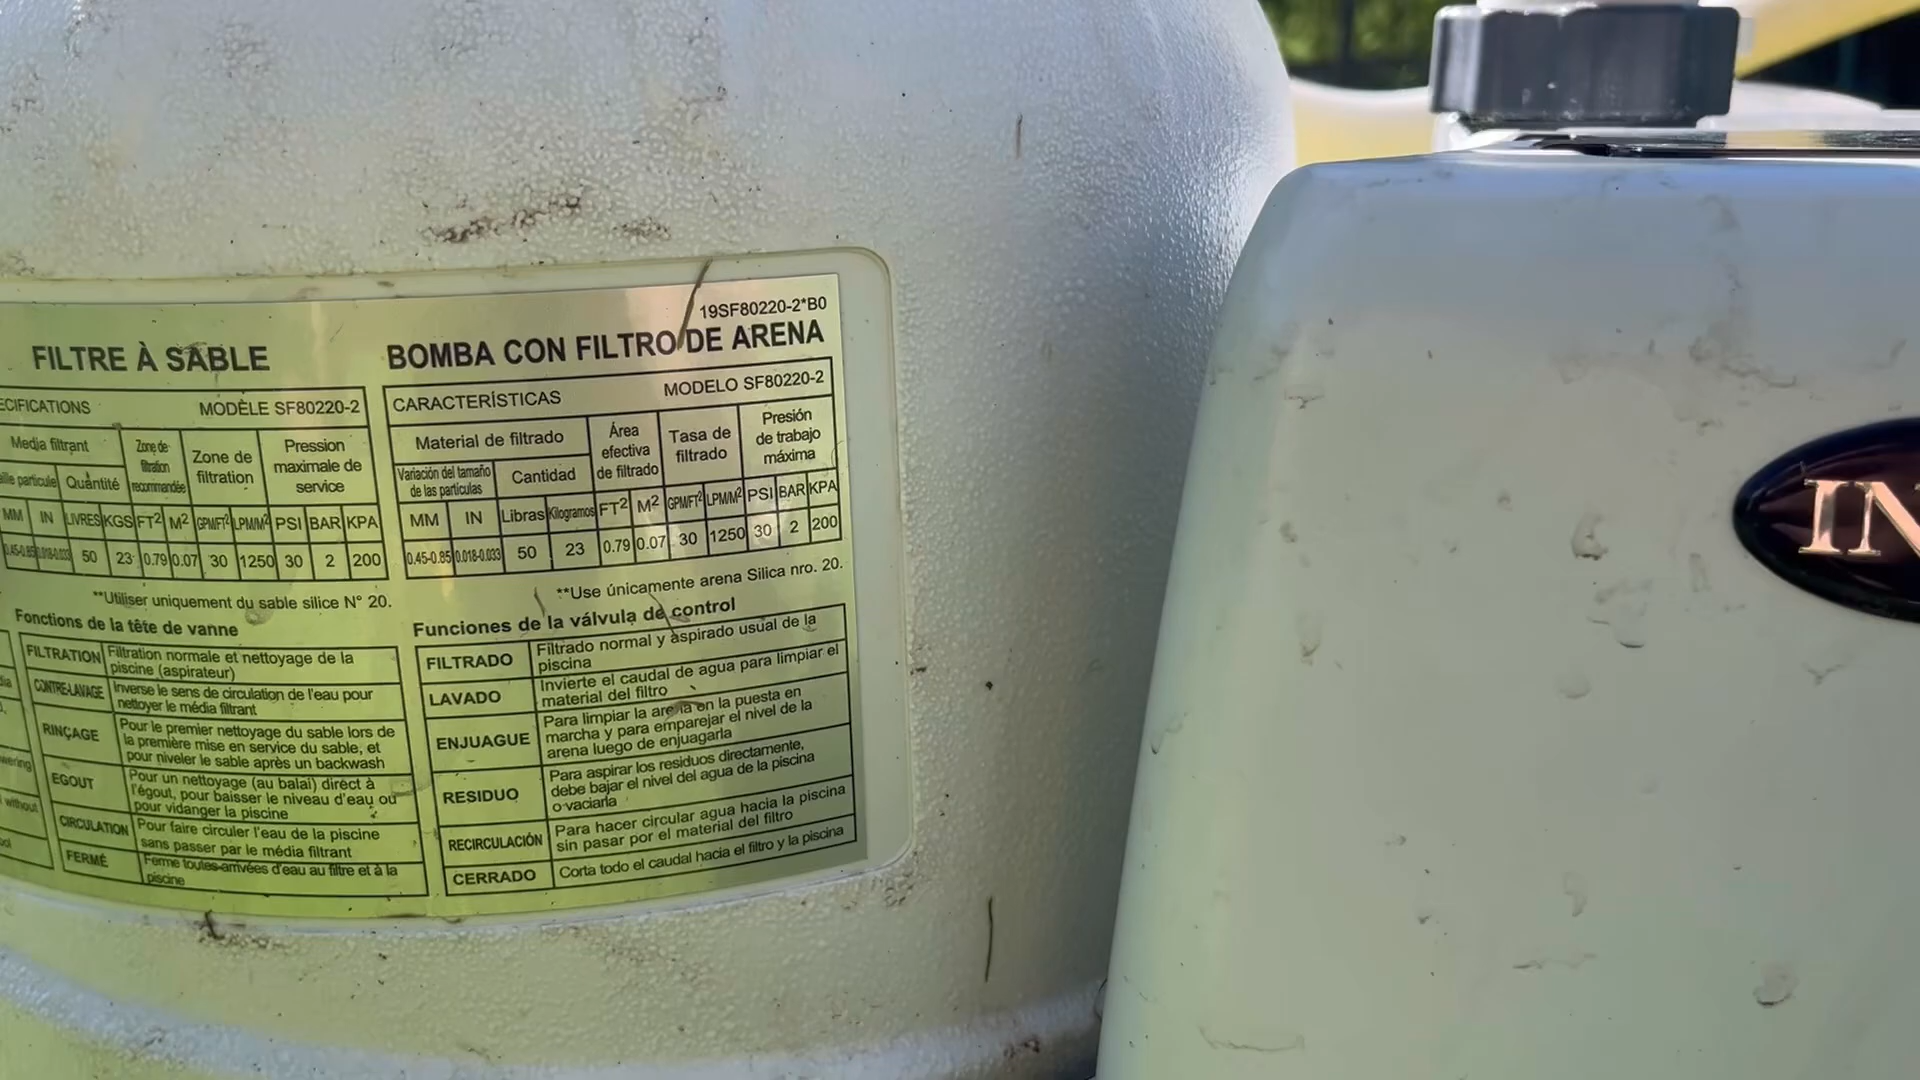 19SF80220-2*B0
FILTRE À SABLE
ECIFICATIONS MODÈLE SF80220-2
Media filtrant
Zone de filtration recommandée
Zone de filtration
Pression maximale de service
particule Quántité
MM IN LIVRES KGS FT² M² GPM/FT² LPM/M² PSI BAR KPA
0.45-0.85 0.018-0.033 50 23 0.79 0.07 30 1250 30 2 200
**Utiliser uniquement du sable silice N° 20.
Fonctions de la tête de vanne
FILTRATION Filtration normale et nettoyage de la
piscine (aspirateur)
CONTRE-LAVAGE Inverse le sens de circulation de l'eau pour
nettoyer le média filtrant
RINÇAGE Pour le premier nettoyage du sable lors de
la première mise en service du sable, et
pour niveler le sable après un backwash
EGOUT Pour un nettoyage (au balai) direct à
l'égout, pour baisser le niveau d'eau ou
pour vidanger la piscine
CIRCULATION Pour faire circuler l'eau de la piscine
sans passer par le média filtrant
FERMÉ Ferme toutes arrivées d'eau au filtre et à la
piscine
BOMBA CON FILTRO DE ARENA
CARACTERÍSTICAS MODELO SF80220-2
Material de filtrado
Área efectiva de filtrado
Tasa de filtrado
Presión de trabajo máxima
Variación del tamaño de las partículas
Cantidad
MM IN Libras Kilogramos FT² M² GPM/FT² LPM/M² PSI BAR KPA
0.45-0.85 0.018-0.033 50 23 0.79 0.07 30 1250 30 2 200
**Use únicamente arena Silica nro. 20.
Funciones de la válvula de control
FILTRADO Filtrado normal y aspirado usual de la
piscina
LAVADO Invierte el caudal de agua para limpiar el
material del filtro
ENJUAGUE Para limpiar la arena en la puesta en
marcha y para emparejar el nivel de la
arena luego de enjuagarla
RESIDUO Para aspirar los residuos directamente,
debe bajar el nivel del agua de la piscina
o vaciarla
RECIRCULACIÓN Para hacer circular agua hacia la piscina
sin pasar por el material del filtro
CERRADO Corta todo el caudal hacia el filtro y la piscina
wering
without
IN